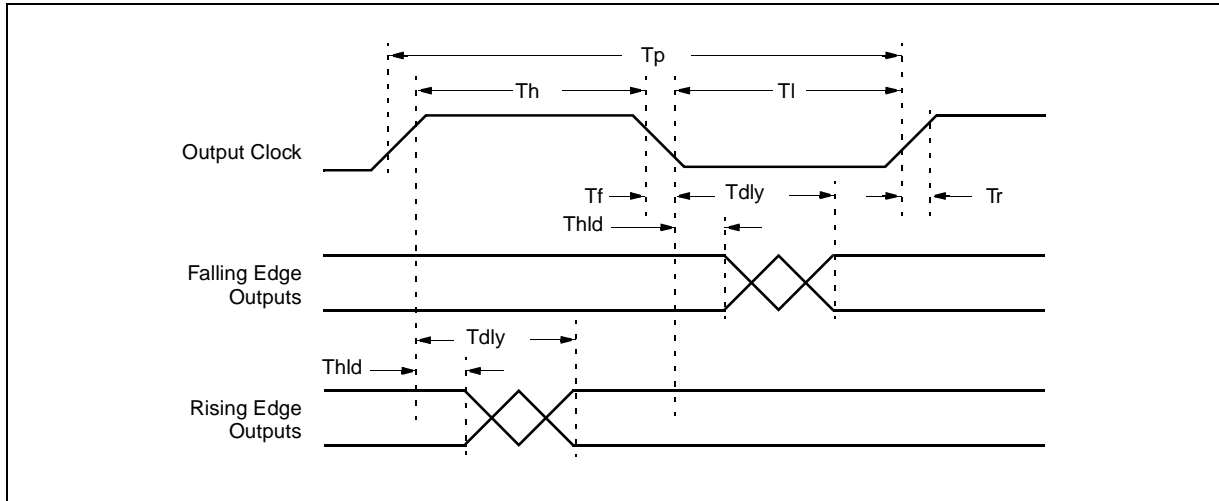 Tp
Th
Tl
Output Clock
Tf
Tdly
Tr
Thld
Falling Edge
Outputs
Tdly
Thld
Rising Edge
Outputs